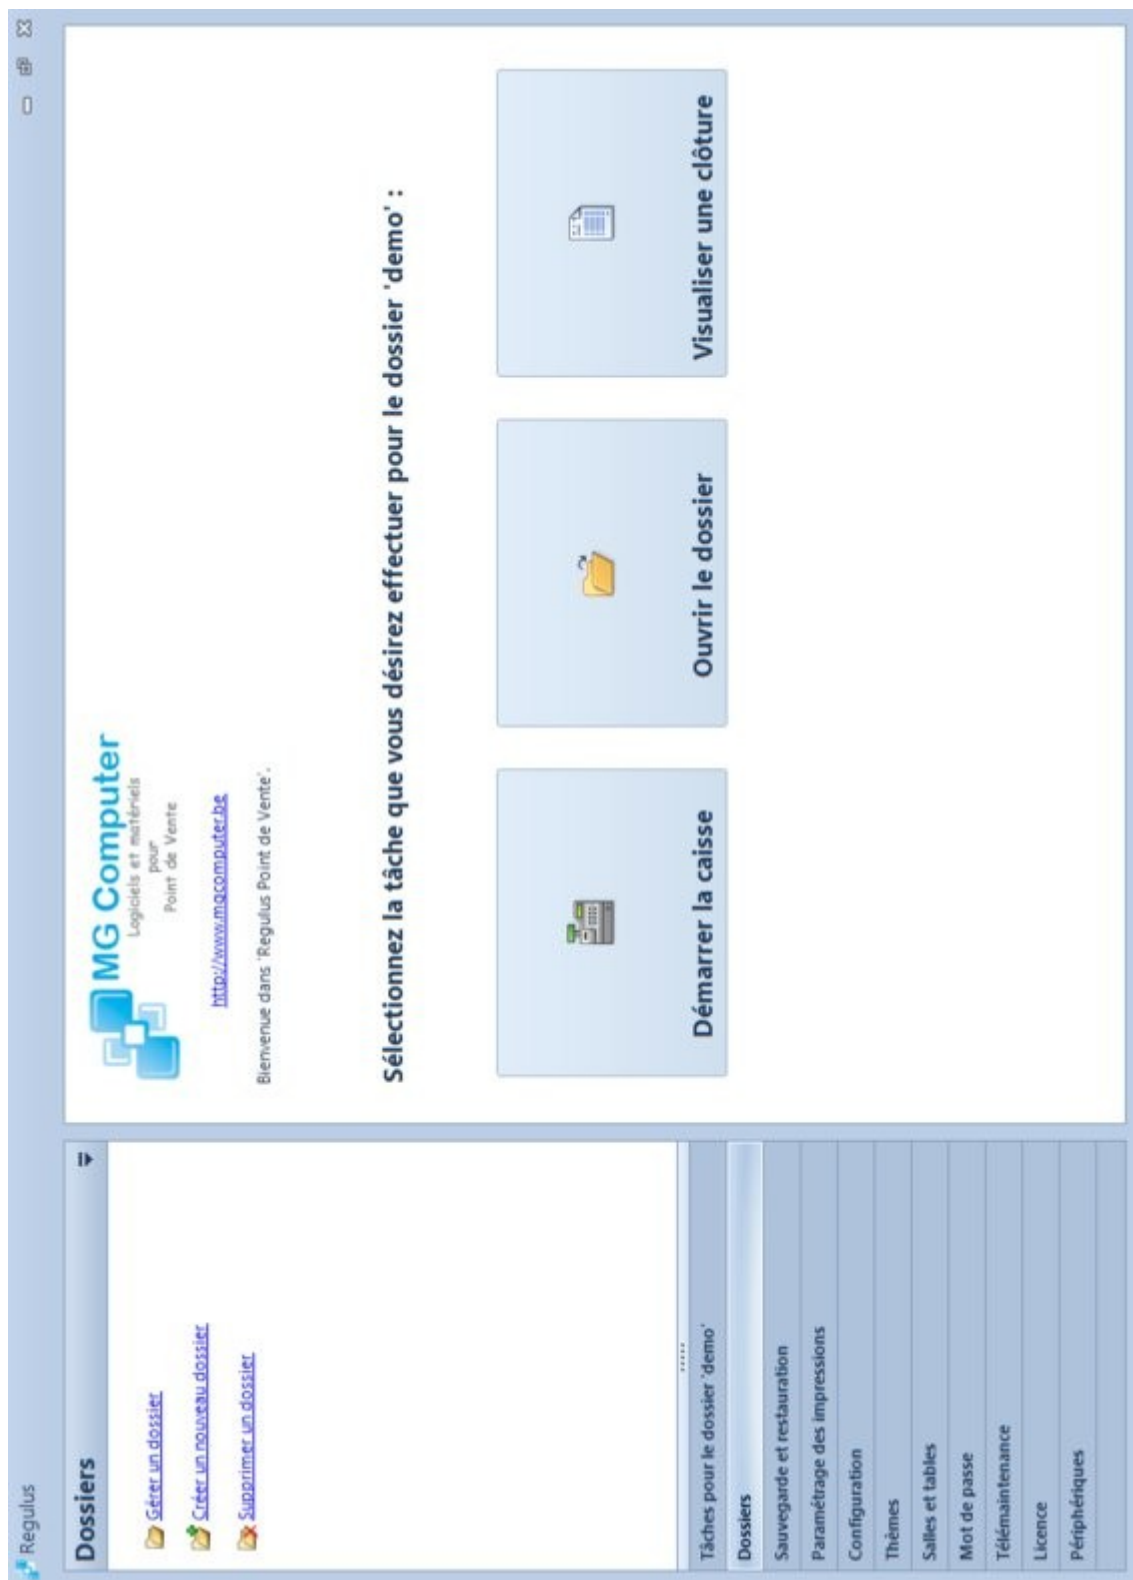 Regulus
Dossiers
Gérer un dossier
Créer un nouveau dossier
Supprimer un dossier
Tâches pour le dossier 'demo'
Dossiers
Sauvegarde et restauration
Paramétrage des impressions
Configuration
Thèmes
Salles et tables
Mot de passe
Télémaintenance
Licence
Périphériques
MG Computer
Logiciels et matériels
pour
Point de Vente
http://www.mgcomputer.be
Bienvenue dans 'Regulus Point de Vente'.
Sélectionnez la tâche que vous désirez effectuer pour le dossier 'demo' :
Démarrer la caisse
Ouvrir le dossier
Visualiser une clôture